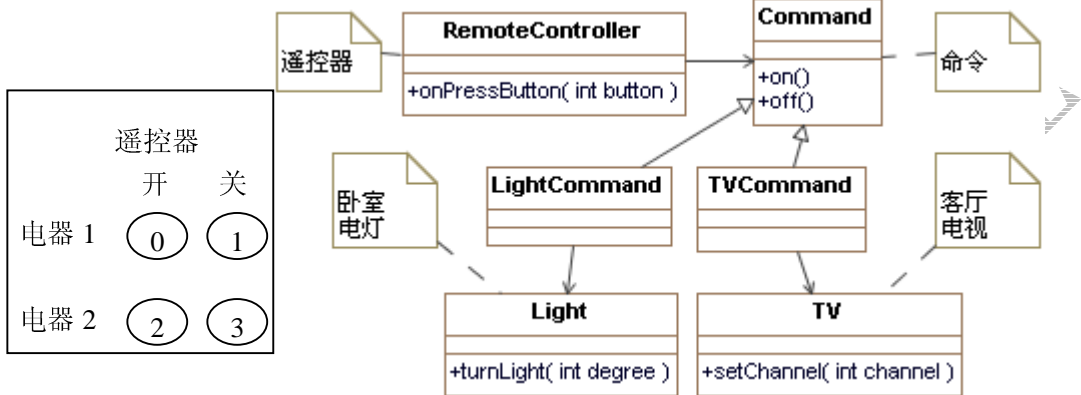 遥控器
开 关
电器 1 0 1
电器 2 2 3
遥控器
RemoteController
+onPressButton( int button )
Command
+on()
+off()
命令
卧室
电灯
LightCommand
TVCommand
客厅
电视
Light
+turnLight( int degree )
TV
+setChannel( int channel )